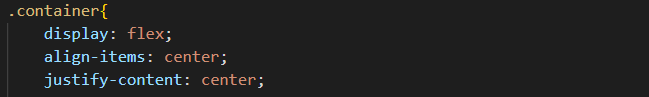 .container{
display: flex;
align-items: center;
justify-content: center;